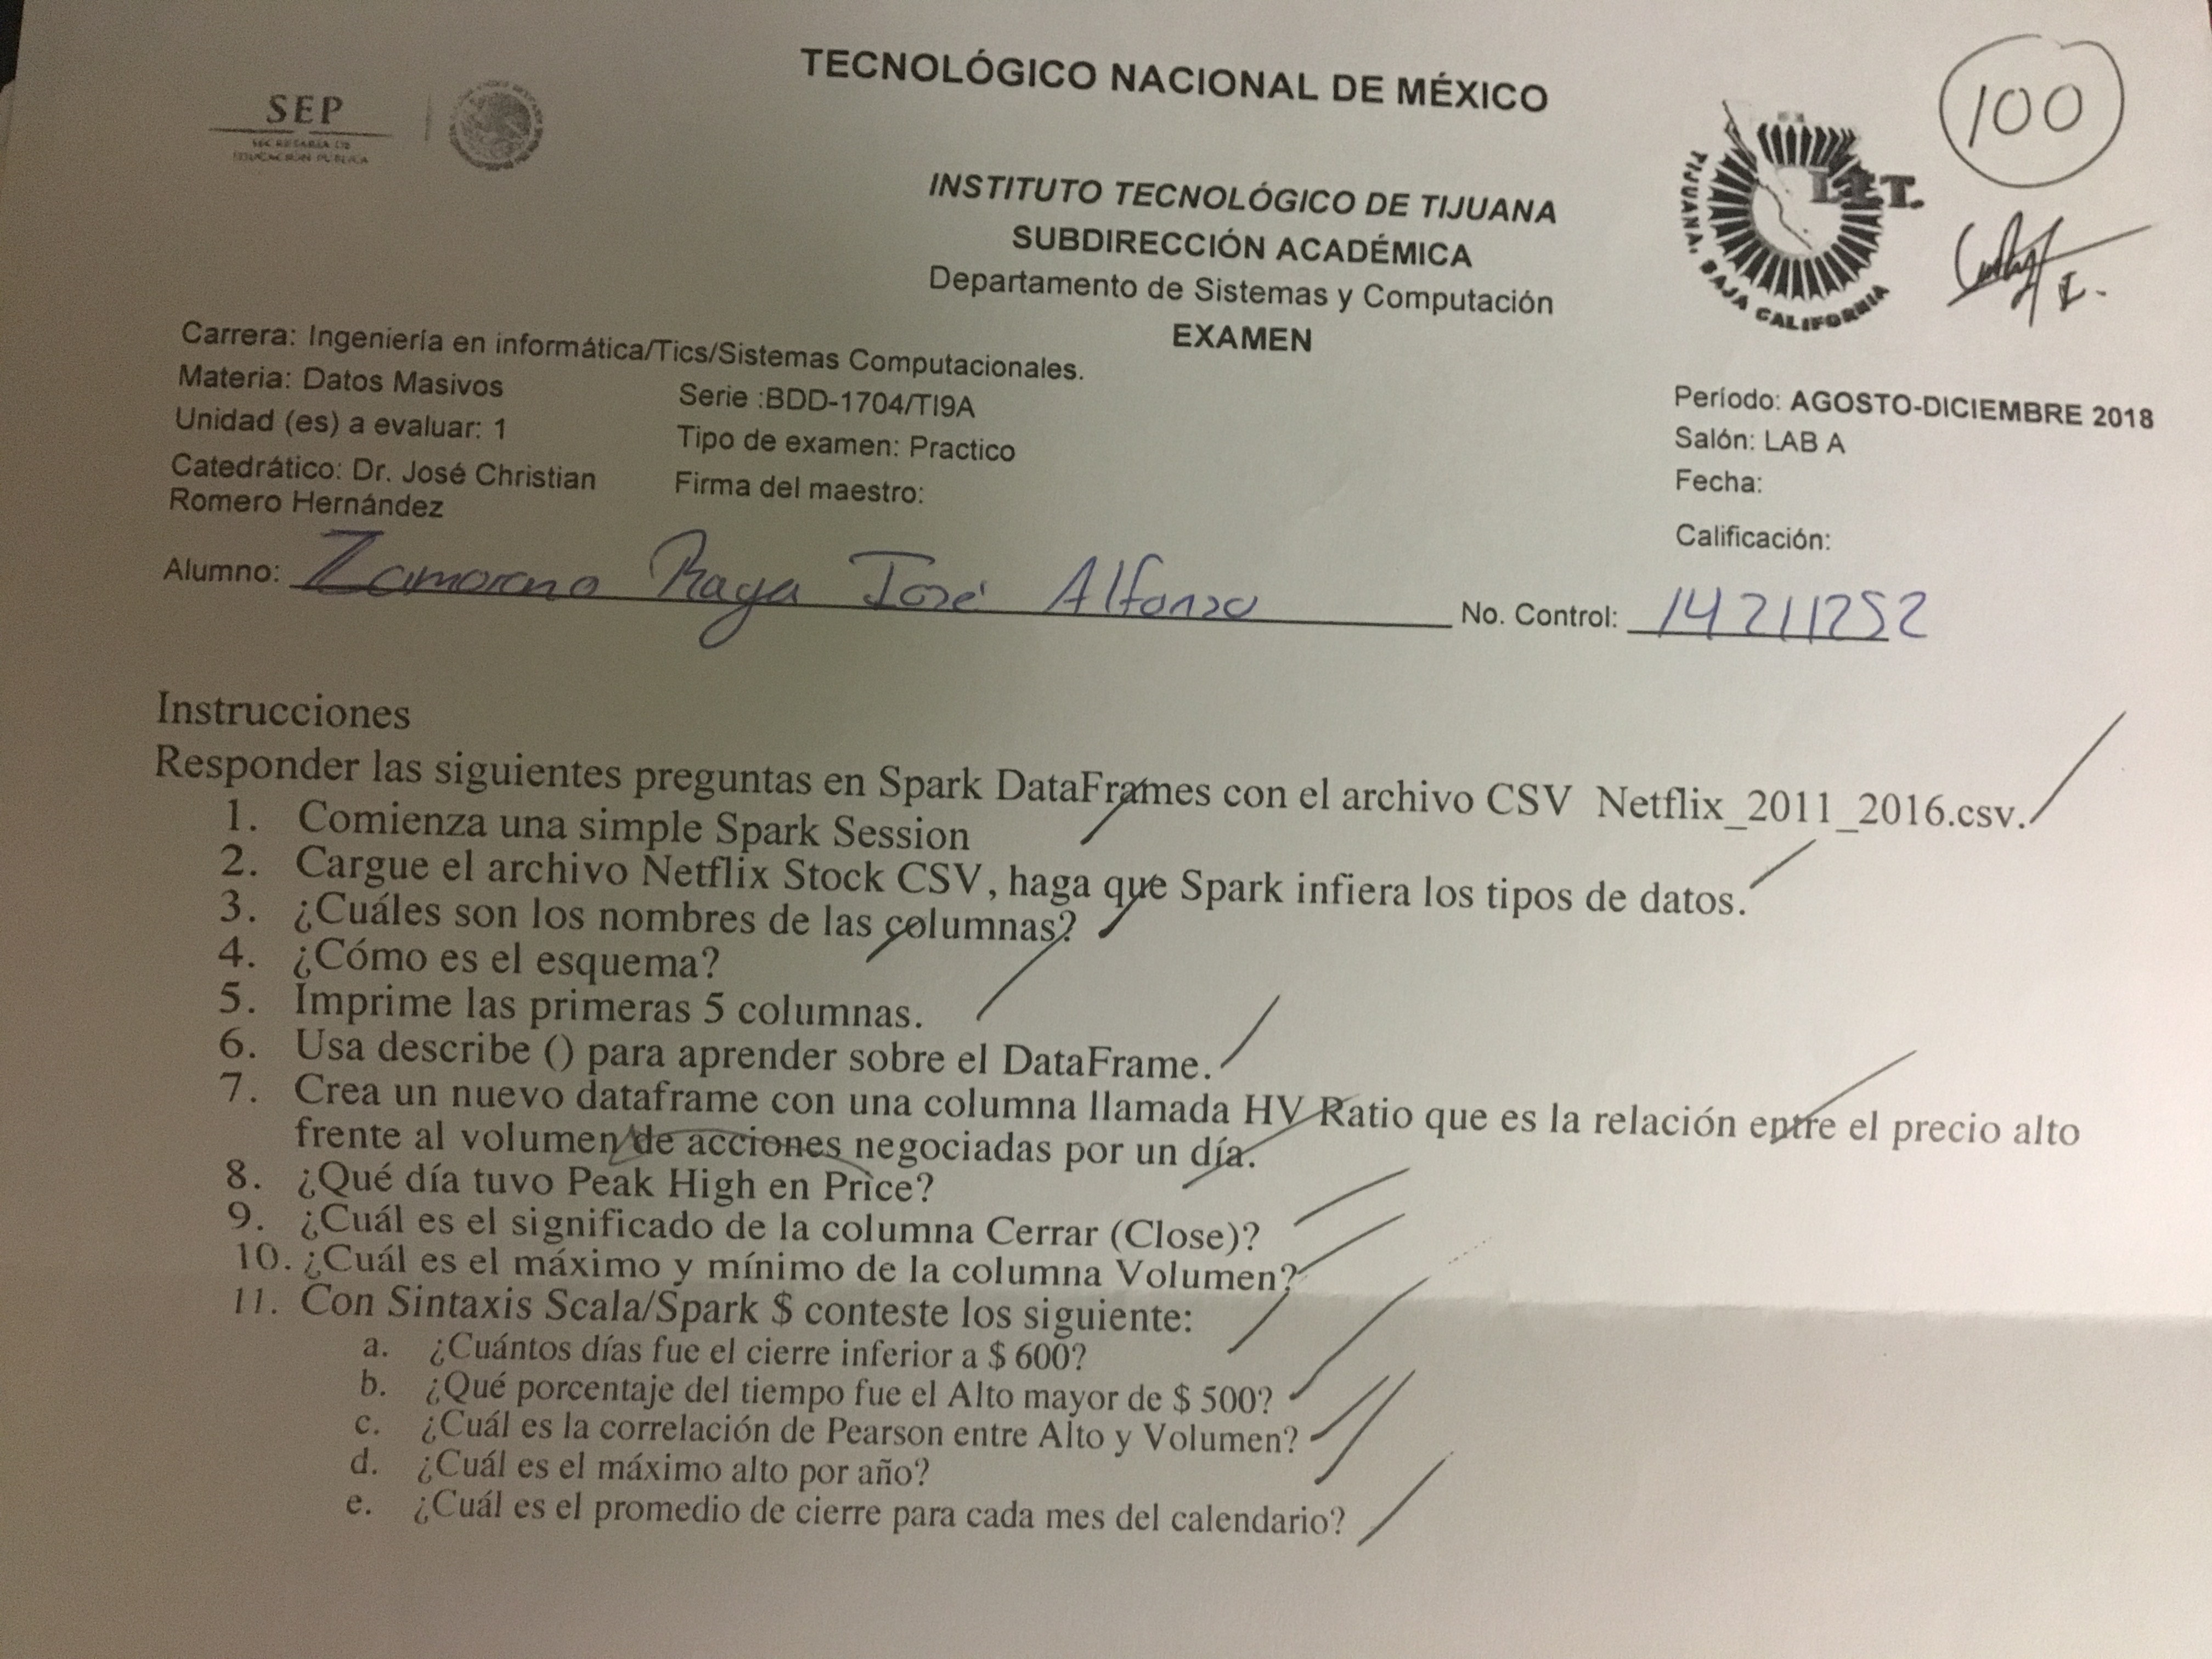 SEP
SECRETARÍA DE
EDUCACIÓN PÚBLICA
TECNOLÓGICO NACIONAL DE MÉXICO
INSTITUTO TECNOLÓGICO DE TIJUANA
SUBDIRECCIÓN ACADÉMICA
Departamento de Sistemas y Computación
EXAMEN
TIJUANA, BAJA CALIFORNIA
100
Carrera: Ingeniería en informática/Tics/Sistemas Computacionales.
Materia: Datos Masivos Serie :BDD-1704/TI9A Período: AGOSTO-DICIEMBRE 2018
Unidad (es) a evaluar: 1 Tipo de examen: Practico Salón: LAB A
Catedrático: Dr. José Christian Firma del maestro: Fecha:
Romero Hernández
Calificación:
Alumno: Zamorano Raya José Alfonso No. Control: 14211252
Instrucciones
Responder las siguientes preguntas en Spark DataFrames con el archivo CSV Netflix_2011_2016.csv.
1. Comienza una simple Spark Session
2. Cargue el archivo Netflix Stock CSV, haga que Spark infiera los tipos de datos.
3. ¿Cuáles son los nombres de las columnas?
4. ¿Cómo es el esquema?
5. Imprime las primeras 5 columnas.
6. Usa describe () para aprender sobre el DataFrame.
7. Crea un nuevo dataframe con una columna llamada HV Ratio que es la relación entre el precio alto
frente al volumen de acciones negociadas por un día.
8. ¿Qué día tuvo Peak High en Price?
9. ¿Cuál es el significado de la columna Cerrar (Close)?
10. ¿Cuál es el máximo y mínimo de la columna Volumen?
11. Con Sintaxis Scala/Spark $ conteste los siguiente:
a. ¿Cuántos días fue el cierre inferior a $ 600?
b. ¿Qué porcentaje del tiempo fue el Alto mayor de $ 500?
c. ¿Cuál es la correlación de Pearson entre Alto y Volumen?
d. ¿Cuál es el máximo alto por año?
e. ¿Cuál es el promedio de cierre para cada mes del calendario?